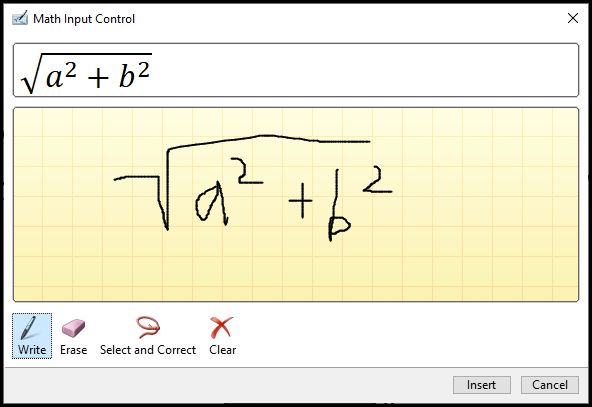 Math Input Control
√a² + b²
√a² + b²
Write Erase Select and Correct Clear
Insert Cancel